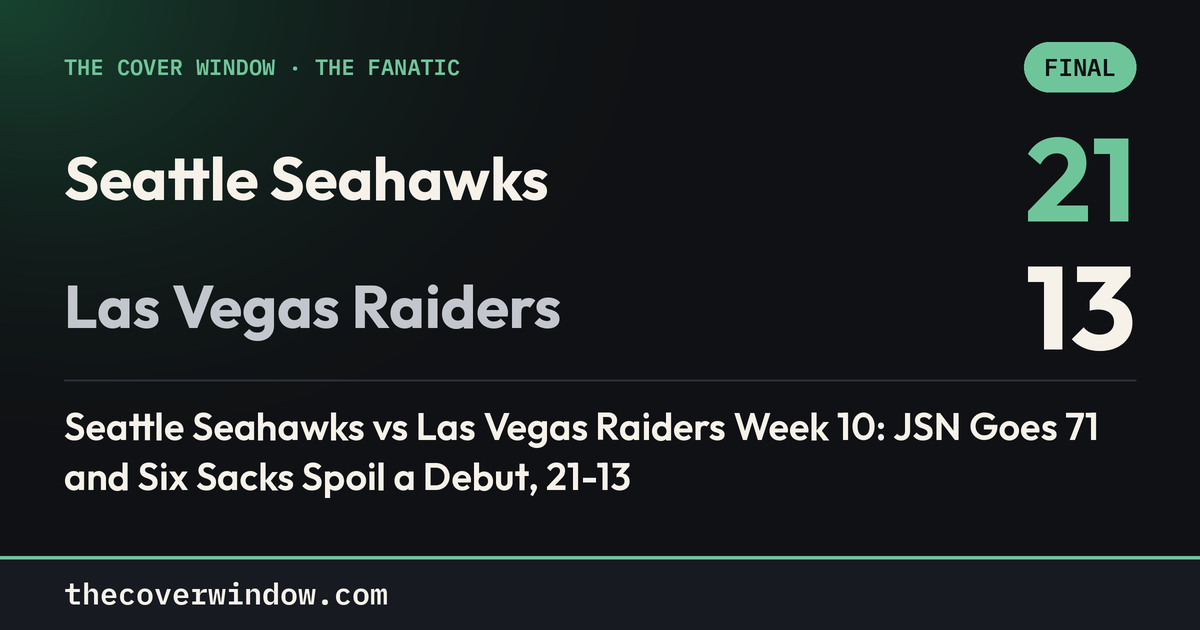 THE COVER WINDOW · THE FANATIC
FINAL
Seattle Seahawks
21
Las Vegas Raiders
13
Seattle Seahawks vs Las Vegas Raiders Week 10: JSN Goes 71
and Six Sacks Spoil a Debut, 21-13
thecoverwindow.com